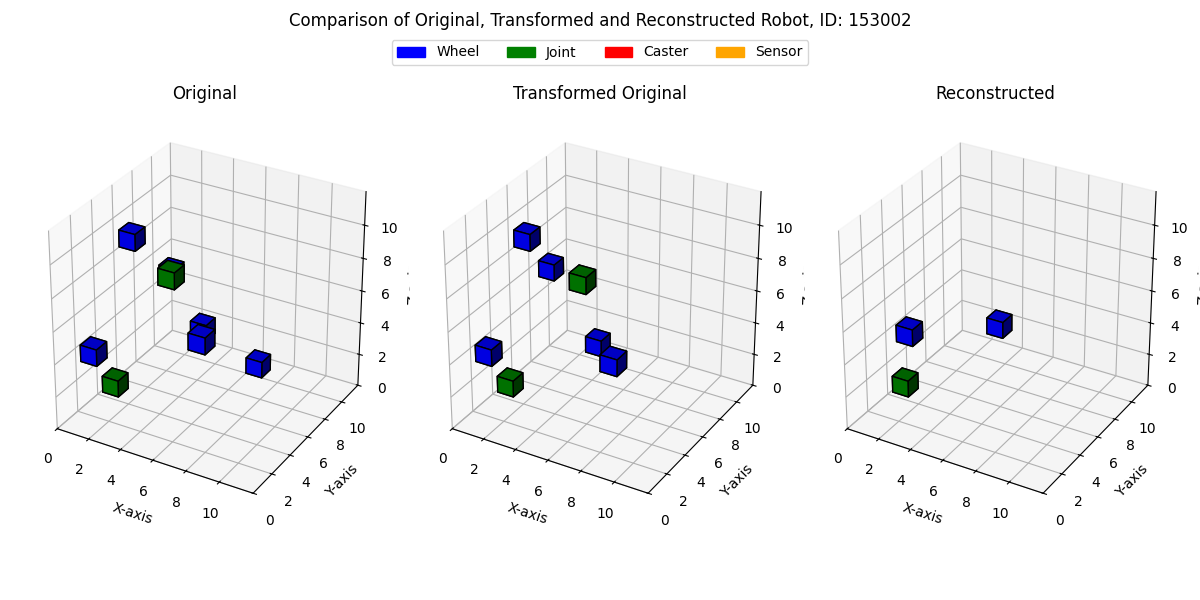 Comparison of Original, Transformed and Reconstructed Robot, ID: 153002
Wheel Joint Caster Sensor
Original
Transformed Original
Reconstructed
0 2 4 6 8 10
X-axis
0 2 4 6 8 10
Y-axis
0 2 4 6 8 10
0 2 4 6 8 10
X-axis
0 2 4 6 8 10
Y-axis
0 2 4 6 8 10
0 2 4 6 8 10
X-axis
0 2 4 6 8 10
Y-axis
0 2 4 6 8 10